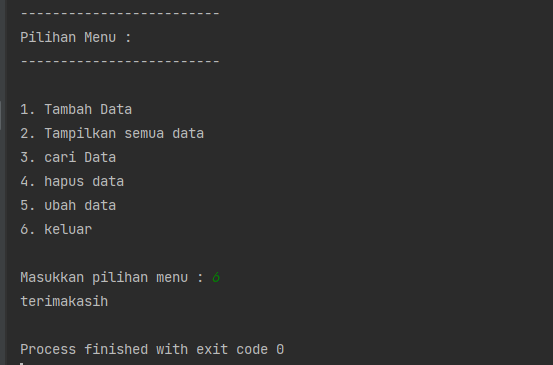 -------------------------
Pilihan Menu :
-------------------------
1. Tambah Data
2. Tampilkan semua data
3. cari Data
4. hapus data
5. ubah data
6. keluar
Masukkan pilihan menu : 6
terimakasih
Process finished with exit code 0